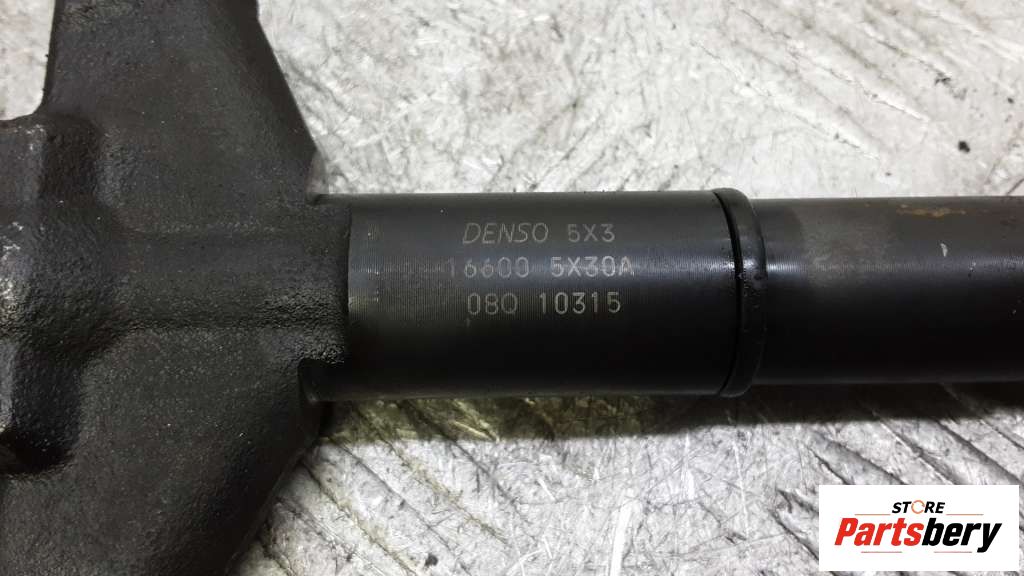 DENSO 5X3
16600 5X30A
08Q 10315
STORE
Partsbery